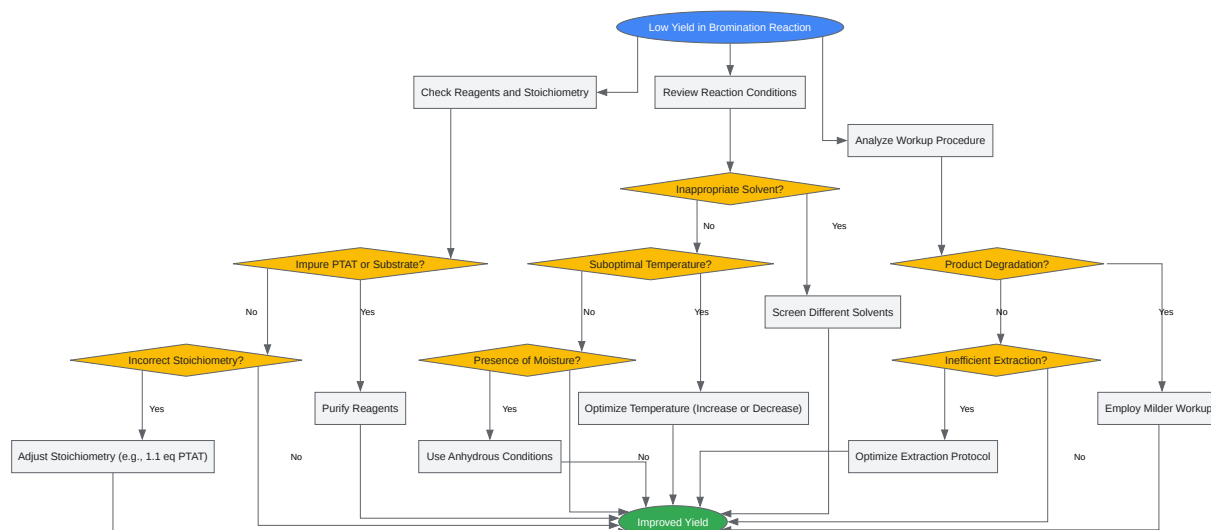 Low Yield in Bromination Reaction
Check Reagents and Stoichiometry
Review Reaction Conditions
Analyze Workup Procedure
Inappropriate Solvent?
No
Yes
Impure PTAT or Substrate?
Suboptimal Temperature?
Product Degradation?
No
Yes
No
Yes
Screen Different Solvents
No
Yes
Incorrect Stoichiometry?
Presence of Moisture?
Inefficient Extraction?
Yes
Purify Reagents
Yes
Optimize Temperature (Increase or Decrease)
Yes
Employ Milder Workup
Adjust Stoichiometry (e.g., 1.1 eq PTAT)
No
Use Anhydrous Conditions
No
Optimize Extraction Protocol
No
Improved Yield